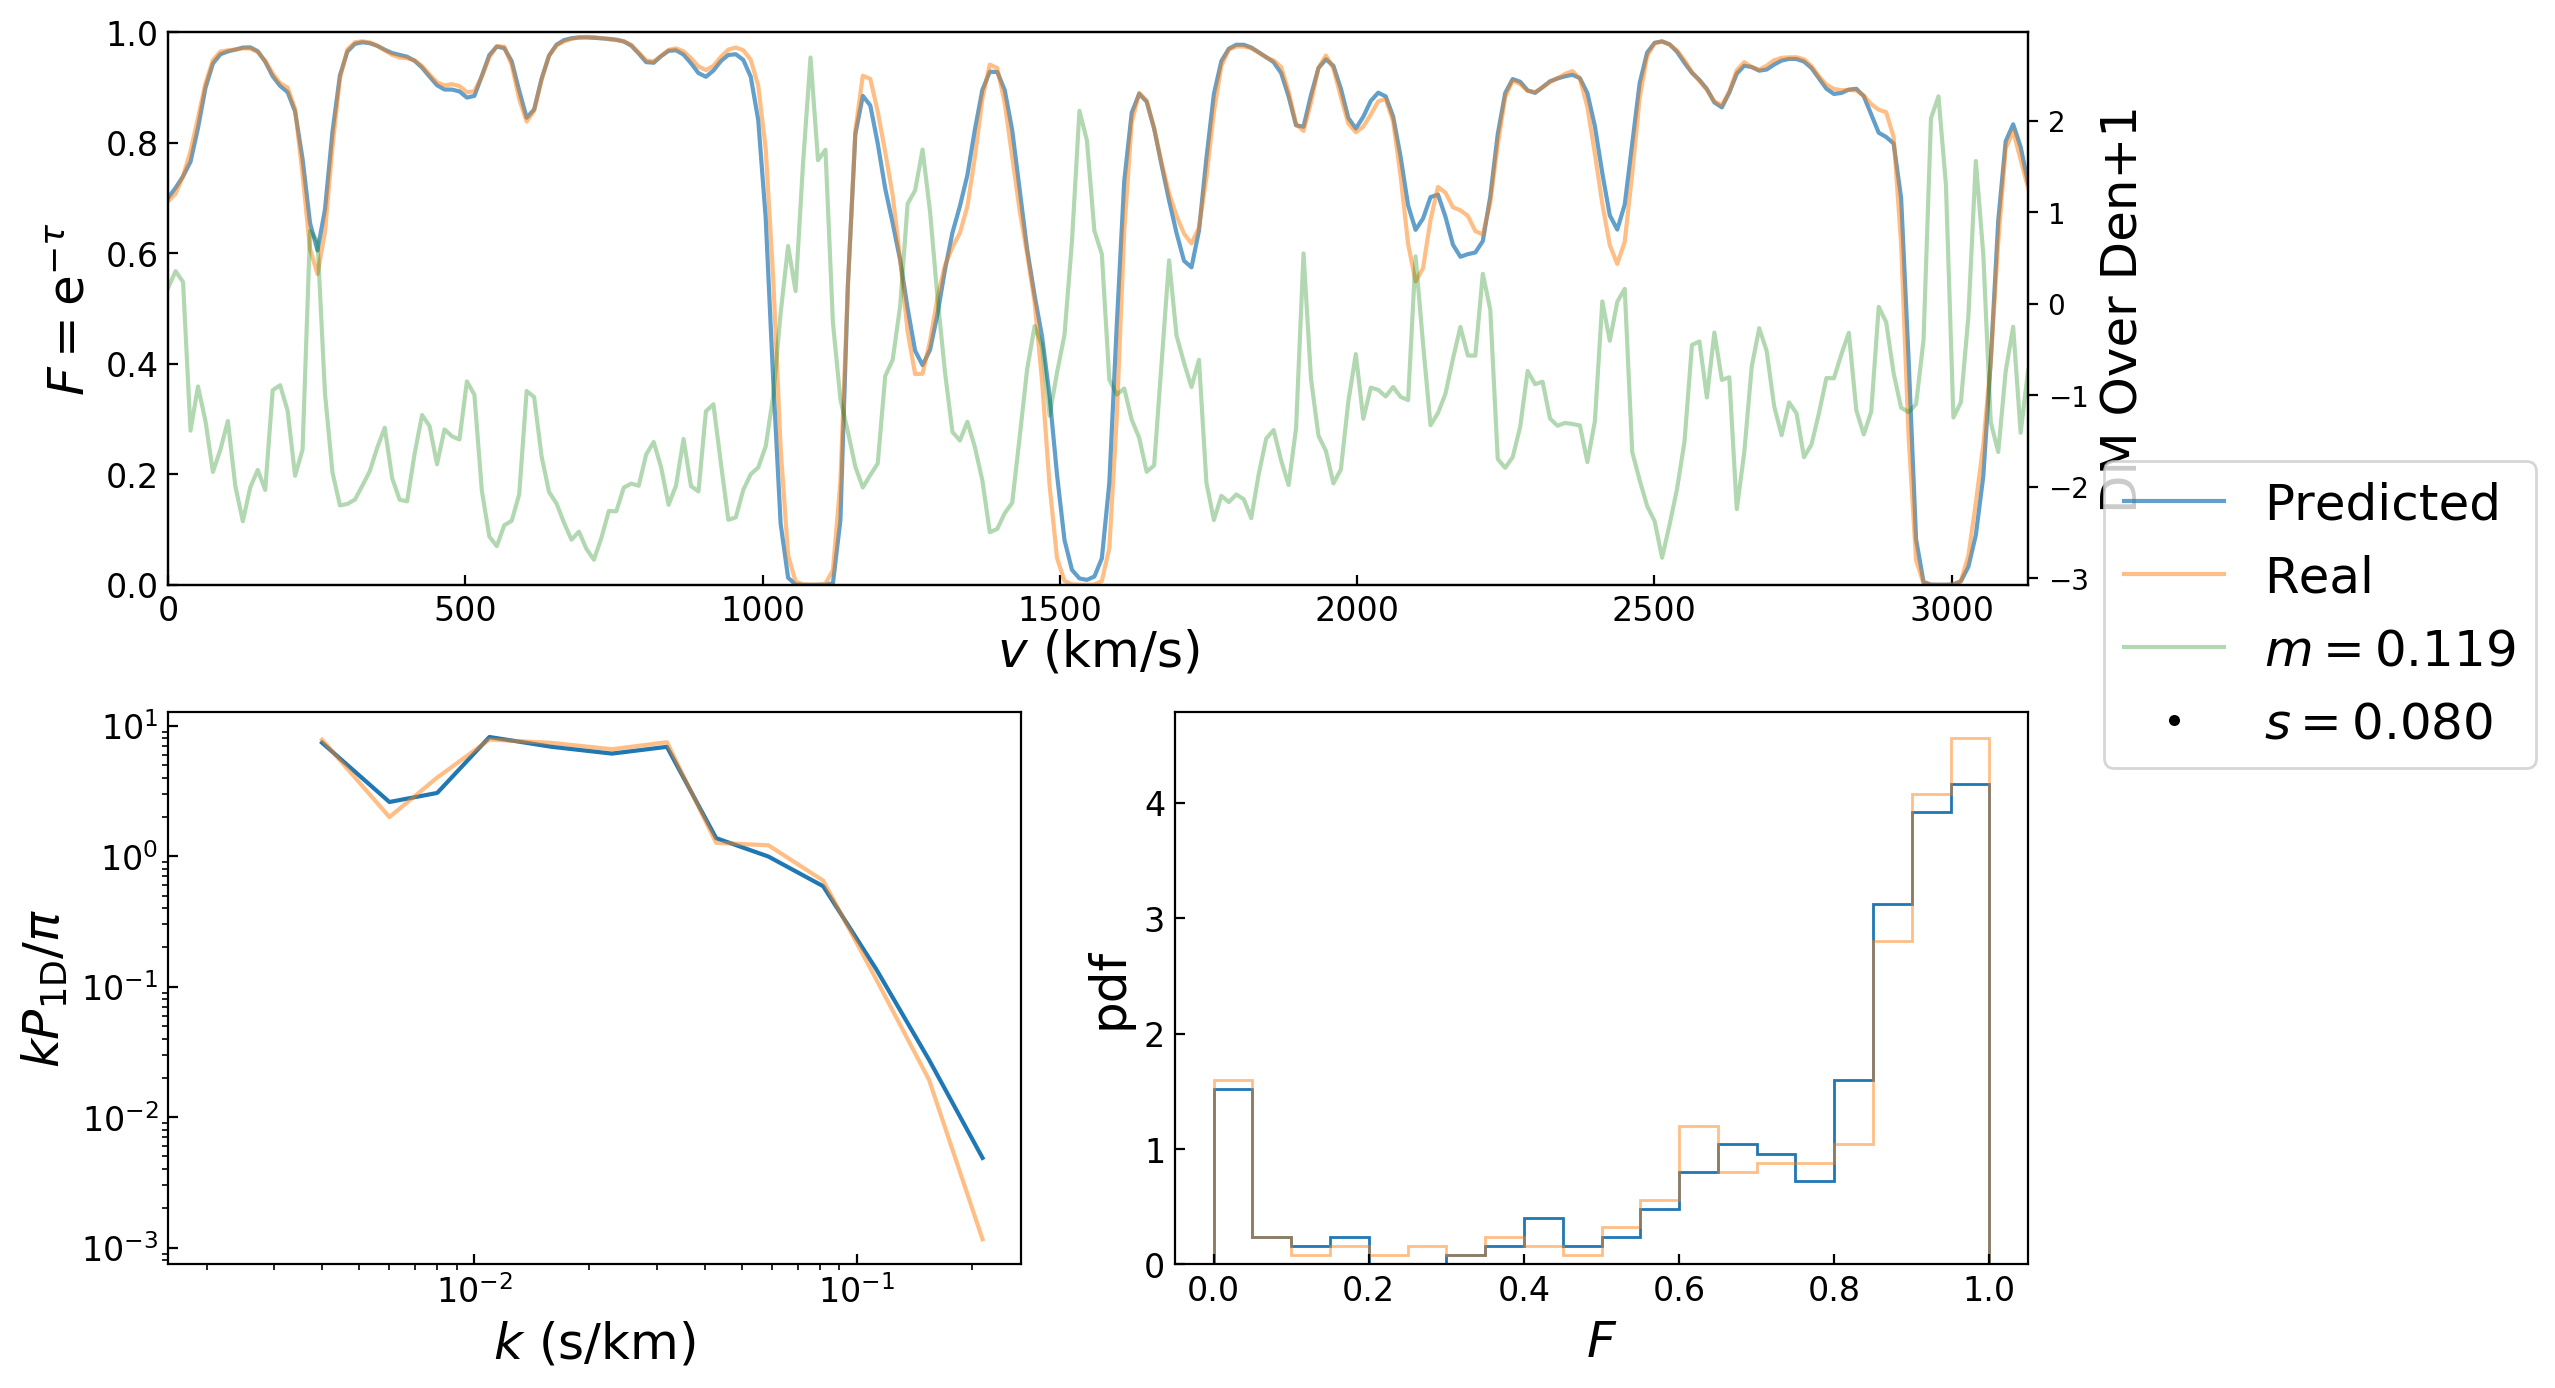 1.0
0.8
0.6
0.4
0.2
0.0
F = e^{−τ}
2
1
0
−1
−2
−3
DM Over Den+1
0 500 1000 1500 2000 2500 3000
v (km/s)
Predicted
Real
m = 0.119
s = 0.080
10^1
10^0
10^{−1}
10^{−2}
10^{−3}
kP_{1D}/π
10^{−2} 10^{−1}
k (s/km)
4
3
2
1
0
pdf
0.0 0.2 0.4 0.6 0.8 1.0
F